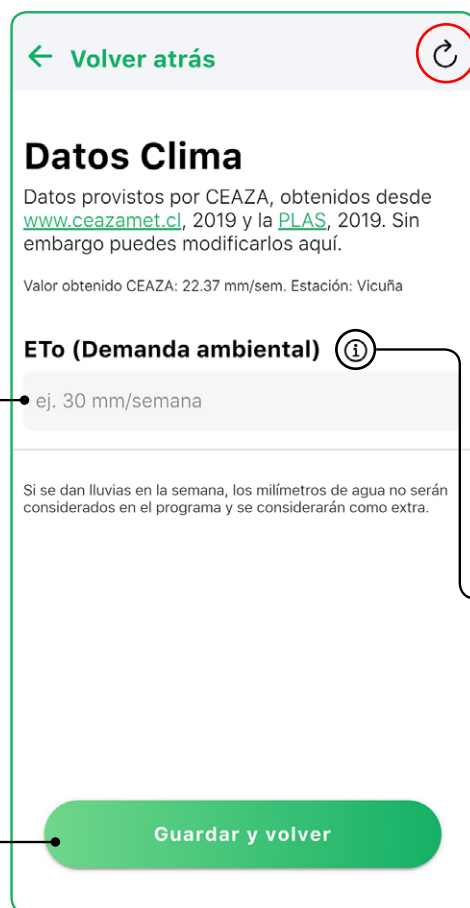 Volver atrás
Datos Clima
Datos provistos por CEAZA, obtenidos desde
www.ceazamet.cl, 2019 y la PLAS, 2019. Sin
embargo puedes modificarlos aquí.
Valor obtenido CEAZA: 22.37 mm/sem. Estación: Vicuña
ETo (Demanda ambiental)
ej. 30 mm/semana
Si se dan lluvias en la semana, los milímetros de agua no serán
considerados en el programa y se considerarán como extra.
Guardar y volver